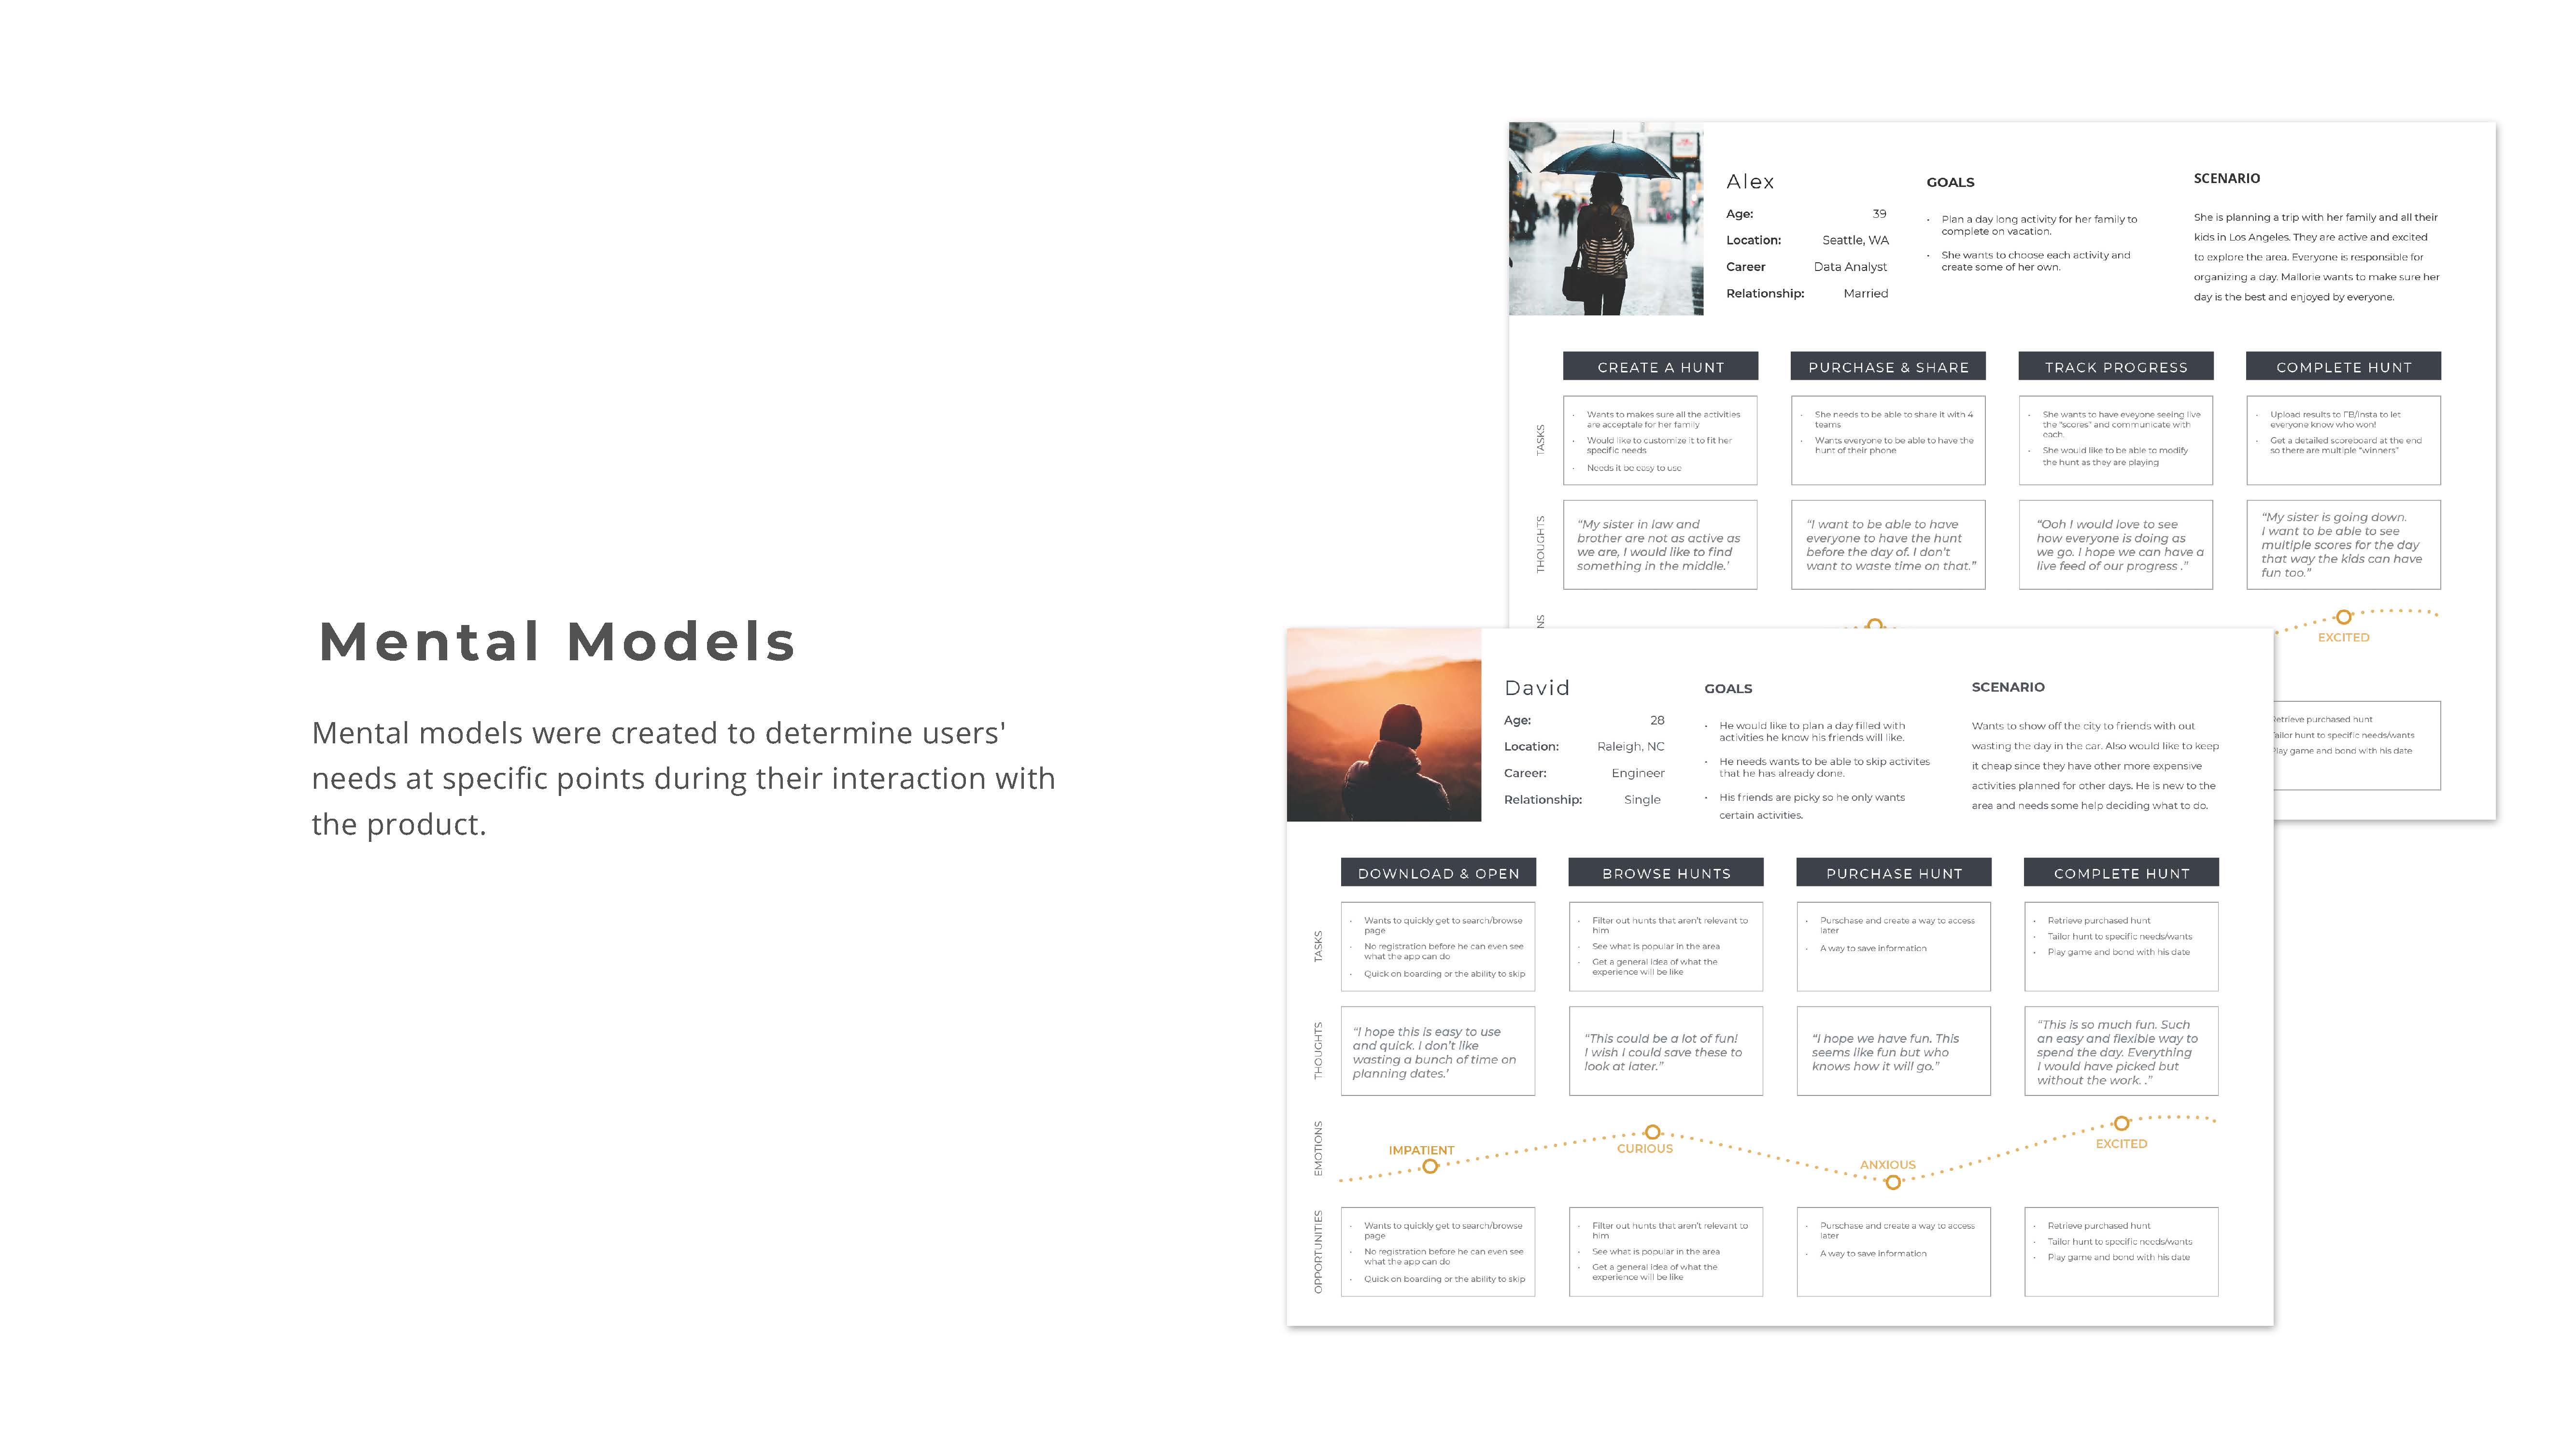 Mental Models
Mental models were created to determine users'
needs at specific points during their interaction with
the product.
Alex
Age: 39
Location: Seattle, WA
Career Data Analyst
Relationship: Married
GOALS
• Plan a day long activity for her family to
complete on vacation.
• She wants to choose each activity and
create some of her own.
SCENARIO
She is planning a trip with her family and all their
kids in Los Angeles. They are active and excited
to explore the area. Everyone is responsible for
organizing a day. Mallorie wants to make sure her
day is the best and enjoyed by everyone.
CREATE A HUNT
PURCHASE & SHARE
TRACK PROGRESS
COMPLETE HUNT
TASKS
• Wants to makes sure all the activities
are acceptale for her family
• Would like to customize it to fit her
specific needs
• Needs it be easy to use
• She needs to be able to share it with 4
teams
• Wants everyone to be able to have the
hunt of their phone
• She wants to have eveyone seeing live
the "scores" and communicate with
each.
• She would like to be able to modify
the hunt as they are playing
• Upload results to FB/insta to let
everyone know who won!
• Get a detailed scoreboard at the end
so there are multiple "winners"
THOUGHTS
“My sister in law and
brother are not as active as
we are, I would like to find
something in the middle.’
“I want to be able to have
everyone to have the hunt
before the day of. I don’t
want to waste time on that.”
“Ooh I would love to see
how everyone is doing as
we go. I hope we can have a
live feed of our progress .”
“My sister is going down.
I want to be able to see
multiple scores for the day
that way the kids can have
fun too.”
NS
EXCITED
Retrieve purchased hunt
Tailor hunt to specific needs/wants
Play game and bond with his date
David
Age: 28
Location: Raleigh, NC
Career: Engineer
Relationship: Single
GOALS
• He would like to plan a day filled with
activities he know his friends will like.
• He needs wants to be able to skip activites
that he has already done.
• His friends are picky so he only wants
certain activities.
SCENARIO
Wants to show off the city to friends with out
wasting the day in the car. Also would like to keep
it cheap since they have other more expensive
activities planned for other days. He is new to the
area and needs some help deciding what to do.
DOWNLOAD & OPEN
BROWSE HUNTS
PURCHASE HUNT
COMPLETE HUNT
TASKS
• Wants to quickly get to search/browse
page
• No registration before he can even see
what the app can do
• Quick on boarding or the ability to skip
• Filter out hunts that aren’t relevant to
him
• See what is popular in the area
• Get a general idea of what the
experience will be like
• Purschase and create a way to access
later
• A way to save information
• Retrieve purchased hunt
• Tailor hunt to specific needs/wants
• Play game and bond with his date
THOUGHTS
“I hope this is easy to use
and quick. I don’t like
wasting a bunch of time on
planning dates.’
“This could be a lot of fun!
I wish I could save these to
look at later.”
“I hope we have fun. This
seems like fun but who
knows how it will go.”
“This is so much fun. Such
an easy and flexible way to
spend the day. Everything
I would have picked but
without the work. .”
EMOTIONS
IMPATIENT
CURIOUS
ANXIOUS
EXCITED
OPPORTUNITIES
• Wants to quickly get to search/browse
page
• No registration before he can even see
what the app can do
• Quick on boarding or the ability to skip
• Filter out hunts that aren’t relevant to
him
• See what is popular in the area
• Get a general idea of what the
experience will be like
• Purschase and create a way to access
later
• A way to save information
• Retrieve purchased hunt
• Tailor hunt to specific needs/wants
• Play game and bond with his date